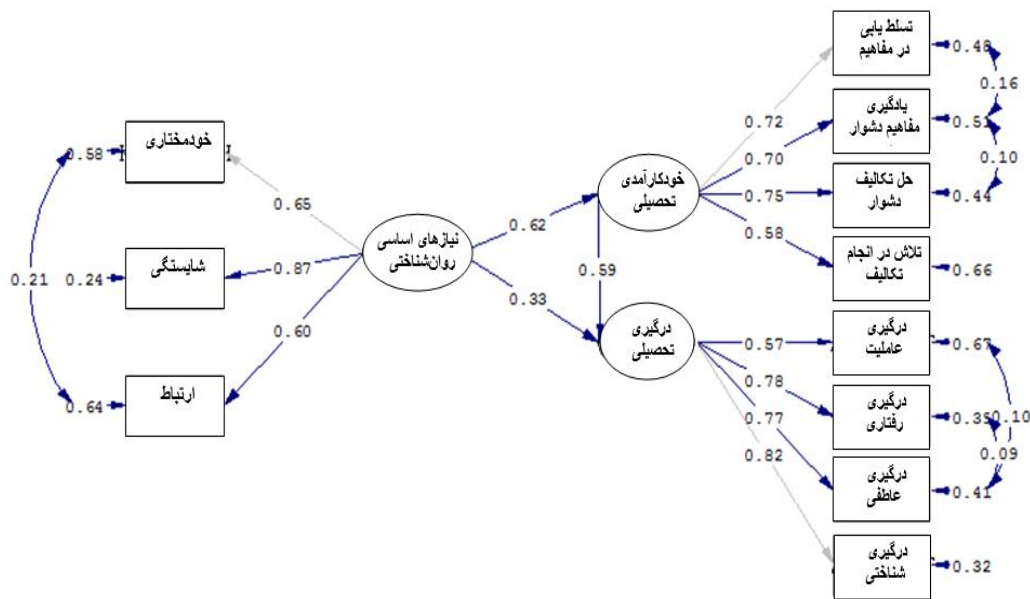 تسلط یابی
در مفاهیم
0.48
0.16
0.72
یادگیری
مفاهیم دشوار
0.51
0.70
0.10
خودمختاری
0.58
0.65
خودکارآمدی
تحصیلی
0.75
حل تکالیف
دشوار
0.44
0.62
0.58
نیازهای اساسی
روان‌شناختی
تلاش در انجام
تکالیف
0.66
شایستگی
0.24
0.21
0.87
0.59
0.33
0.60
درگیری
تحصیلی
0.57
درگیری
عاملیت
0.67
0.78
ارتباط
0.64
0.77
درگیری
رفتاری
0.10
0.09
0.82
درگیری
عاطفی
0.41
درگیری
شناختی
0.32